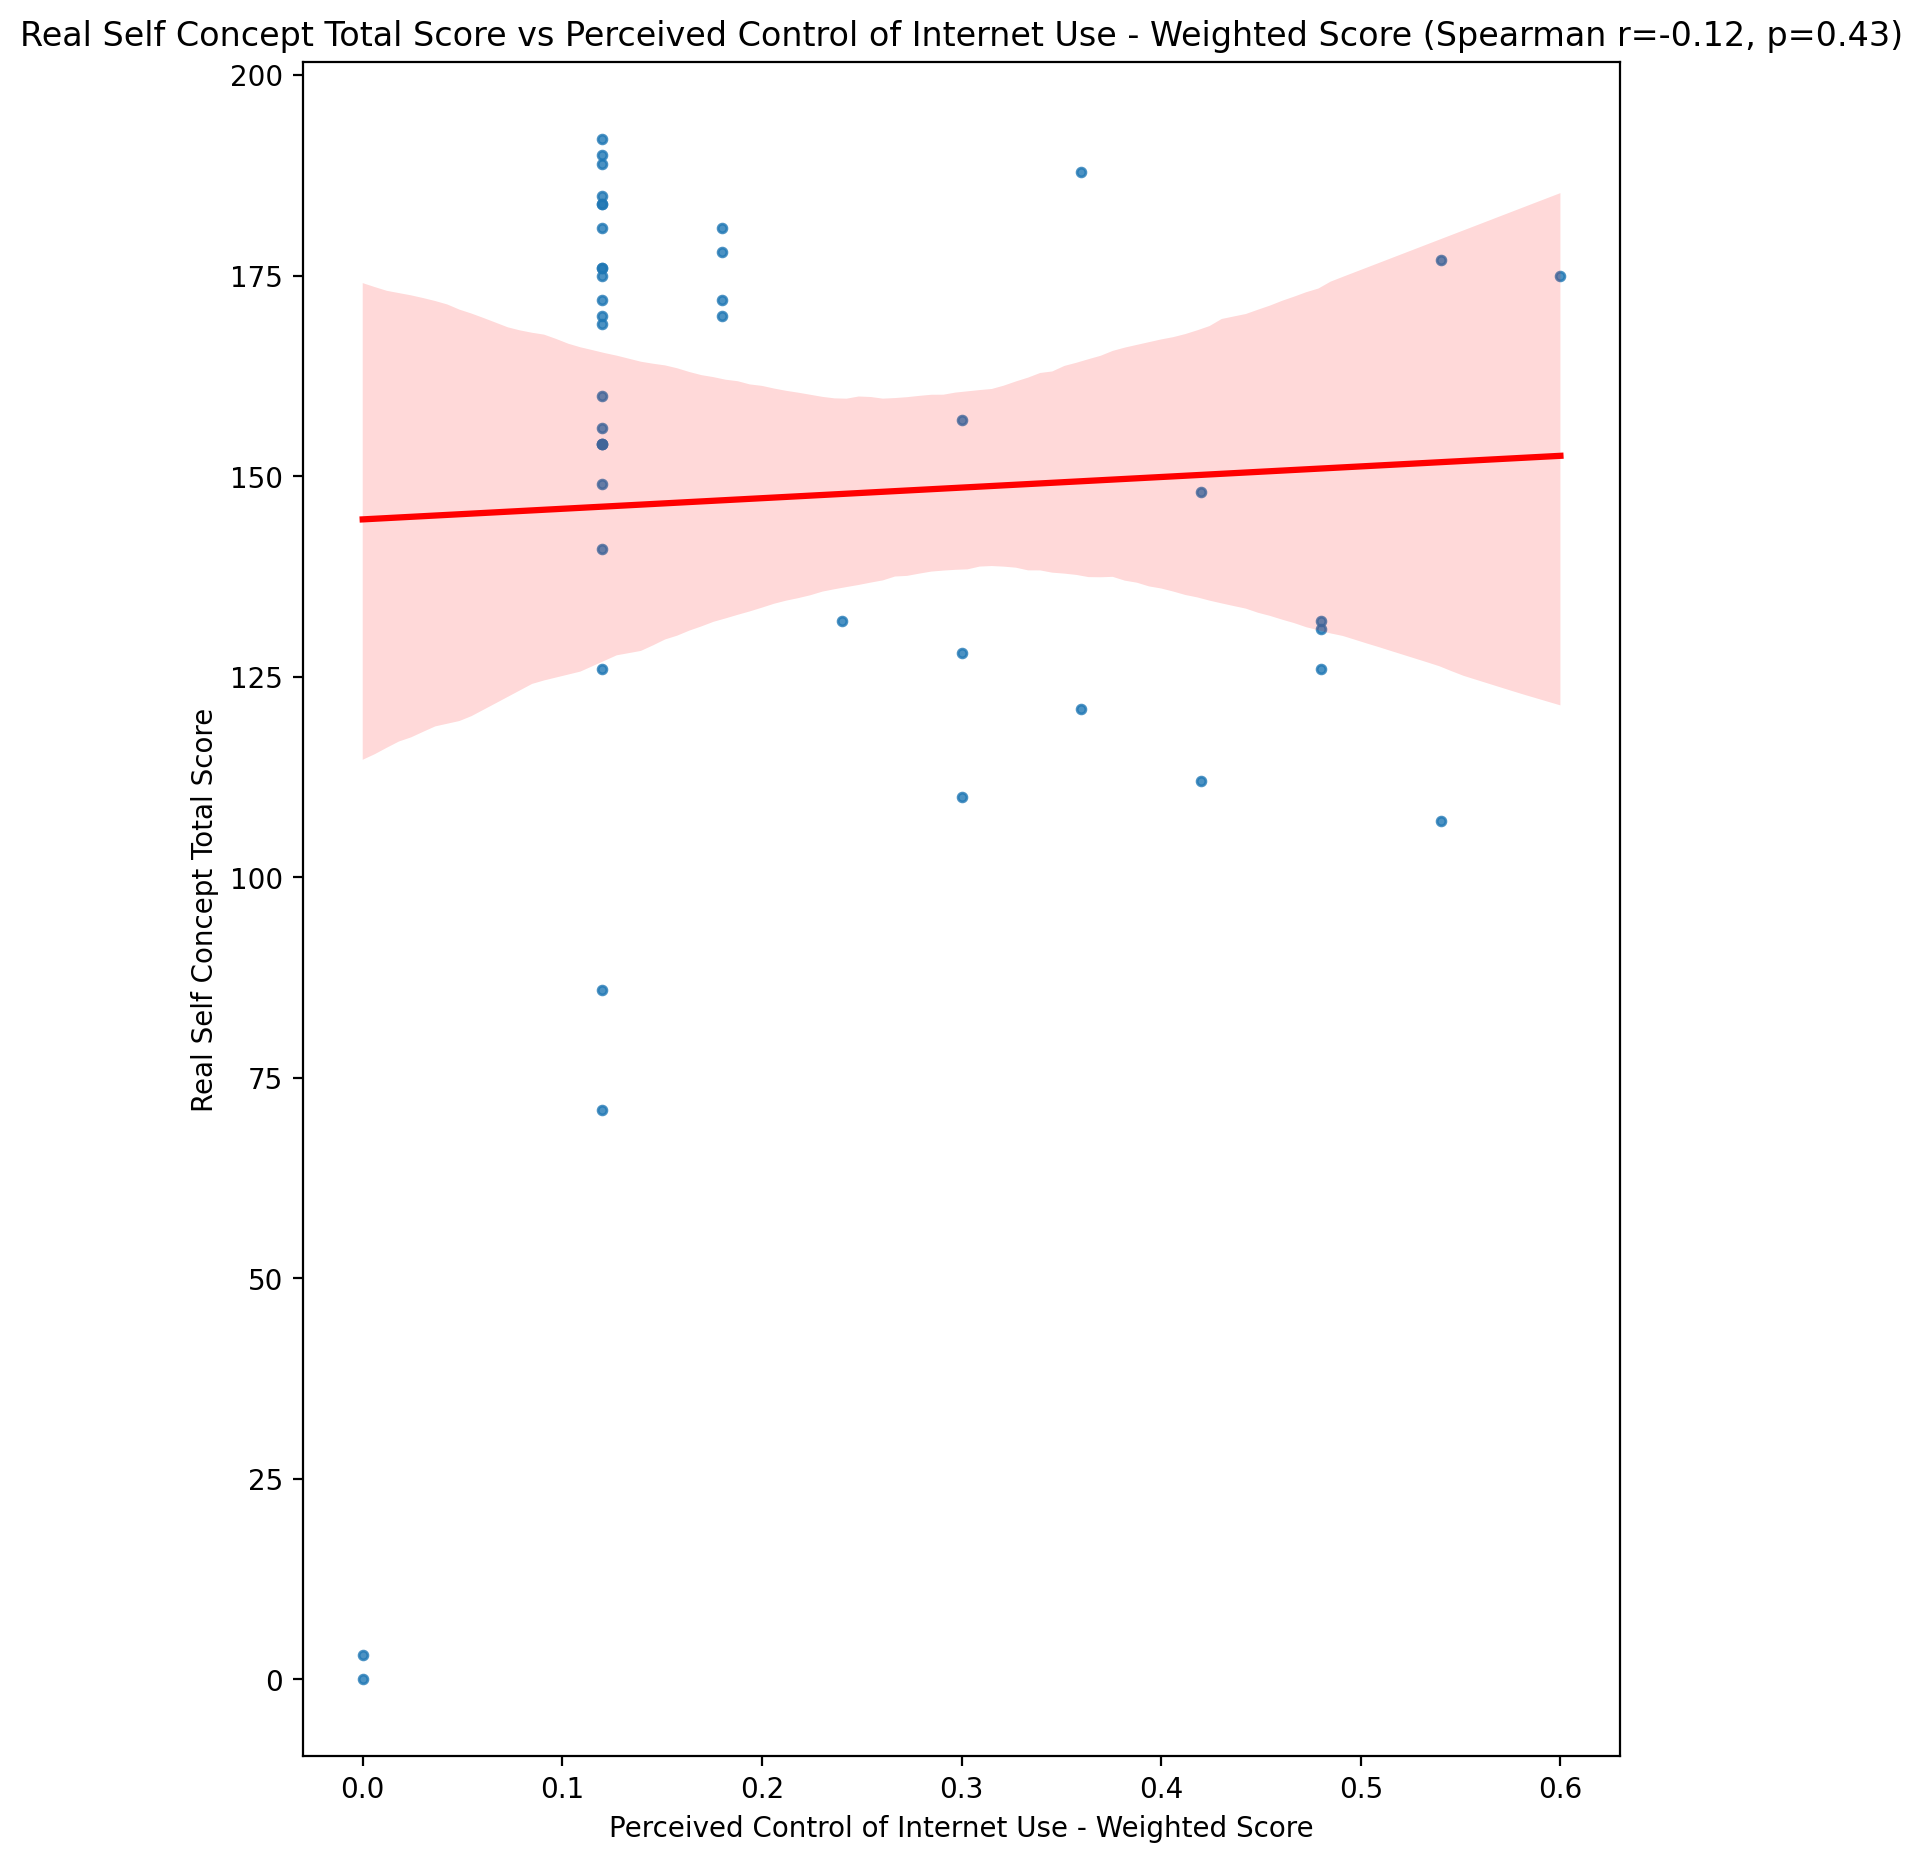 Real Self Concept Total Score vs Perceived Control of Internet Use - Weighted Score (Spearman r=-0.12, p=0.43)
200
175
150
125
100
75
50
25
0
Real Self Concept Total Score
0.0 0.1 0.2 0.3 0.4 0.5 0.6
Perceived Control of Internet Use - Weighted Score